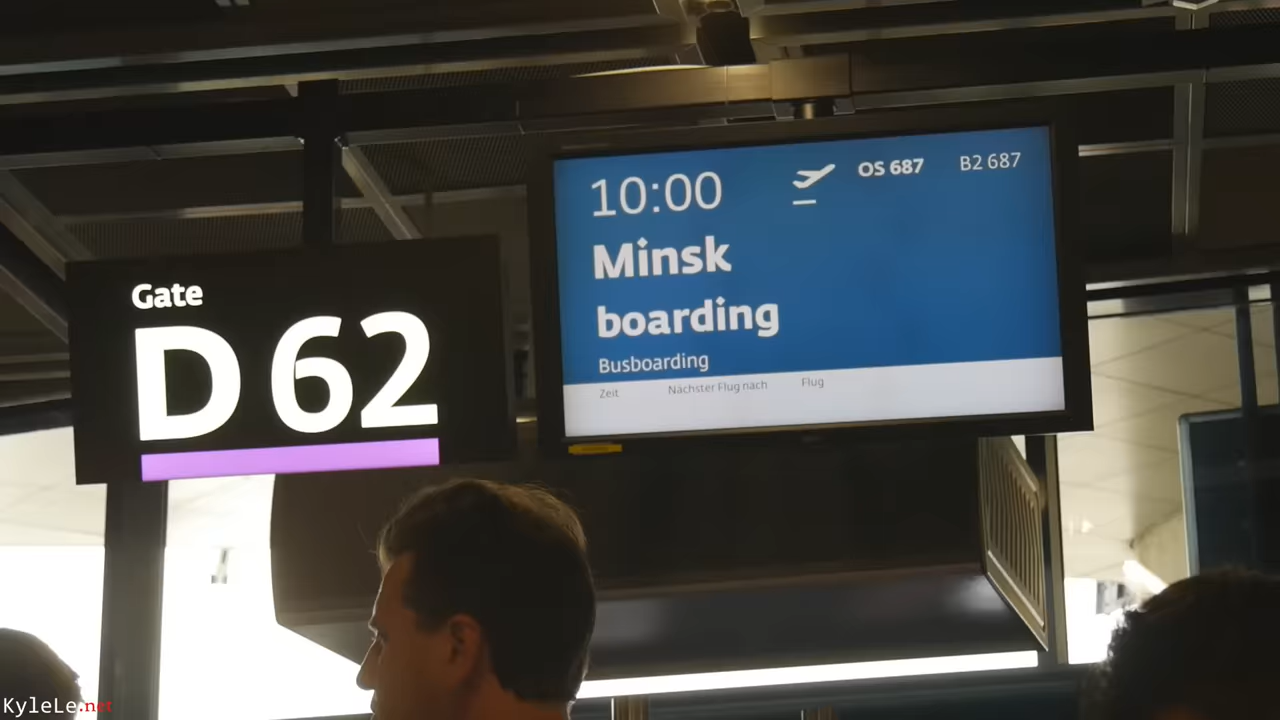 Gate
D 62
10:00 OS 687 B2 687
Minsk
boarding
Busboarding
Zeit Nächster Flug nach Flug
KyleLe.net